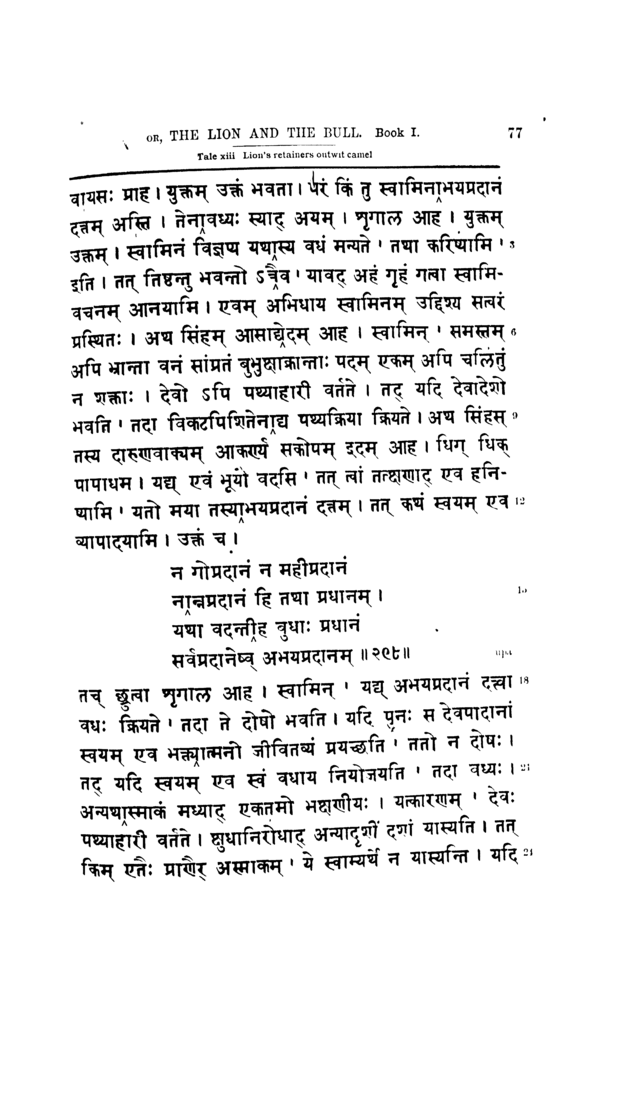 OR, THE LION AND THE BULL. Book I. 77
Tale xiii Lion's retainers outwit camel
वायसः प्राह । युक्तम् उक्तं भवता । परं किं तु स्वामिनाभयप्रदानं
दत्तम् अस्ति । तेनावध्यः स्याद् अयम् । शृगाल आह । युक्तम्
उक्तम् । स्वामिनं विज्ञप्य यथास्य वधं मन्यते ' तथा करिष्यामि ' 3
इति । तत् तिष्ठन्तु भवन्तो ऽत्रैव ' यावद् अहं गृहं गत्वा स्वामि-
वचनम् आनयामि । एवम् अभिधाय स्वामिनम् उद्दिश्य सत्वरं
प्रस्थितः । अथ सिंहम् आसाद्येदम् आह । स्वामिन् ' समस्तम् 6
अपि भ्रान्ता वनं सांप्रतं बुभुक्षाक्रान्ताः पदम् एकम् अपि चलितुं
न शक्ताः । देवो ऽपि पथ्याहारी वर्तते । तद् यदि देवादेशो
भवति ' तदा विकटपिशितेनाद्य पथ्यक्रिया क्रियते । अथ सिंहस् 9
तस्य दारुणवाक्यम् आकर्ण्य सकोपम् इदम् आह । धिग् धिक्
पापाधम । यद्य् एवं भूयो वदसि ' तत् त्वां तत्क्षणाद् एव हनि-
ष्यामि ' यतो मया तस्याभयप्रदानं दत्तम् । तत् कथं स्वयम् एव 12
व्यापादयामि । उक्तं च ।
न गोप्रदानं न महीप्रदानं
नान्नप्रदानं हि तथा प्रधानम् । 15
यथा वदन्तीह बुधाः प्रधानं
सर्वप्रदानेष्व् अभयप्रदानम् ॥ २९८॥
तच् छ्रुत्वा शृगाल आह । स्वामिन् ' यद्य् अभयप्रदानं दत्त्वा 18
वधः क्रियते ' तदा ते दोषो भवति । यदि पुनः स देवपादानां
स्वयम् एव भक्त्यात्मनो जीवितव्यं प्रयच्छति ' ततो न दोषः ।
तद् यदि स्वयम् एव स्वं वधाय नियोजयति ' तदा वध्यः । 21
अन्यथास्माकं मध्याद् एकतमो भक्षणीयः । यत्कारणम् ' देवः
पथ्याहारी वर्तते । क्षुधानिरोधाद् अन्यादृशीं दशां यास्यति । तत्
किम् एतैः प्राणैर् अस्माकम् ' ये स्वाम्यर्थे न यास्यन्ति । यदि 24